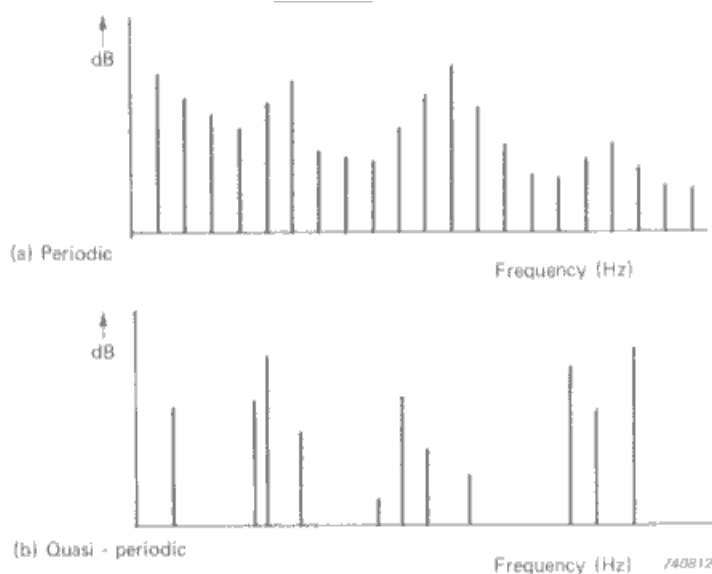 dB
(a) Periodic
Frequency (Hz)
dB
(b) Quasi - periodic
Frequency (Hz)
740812